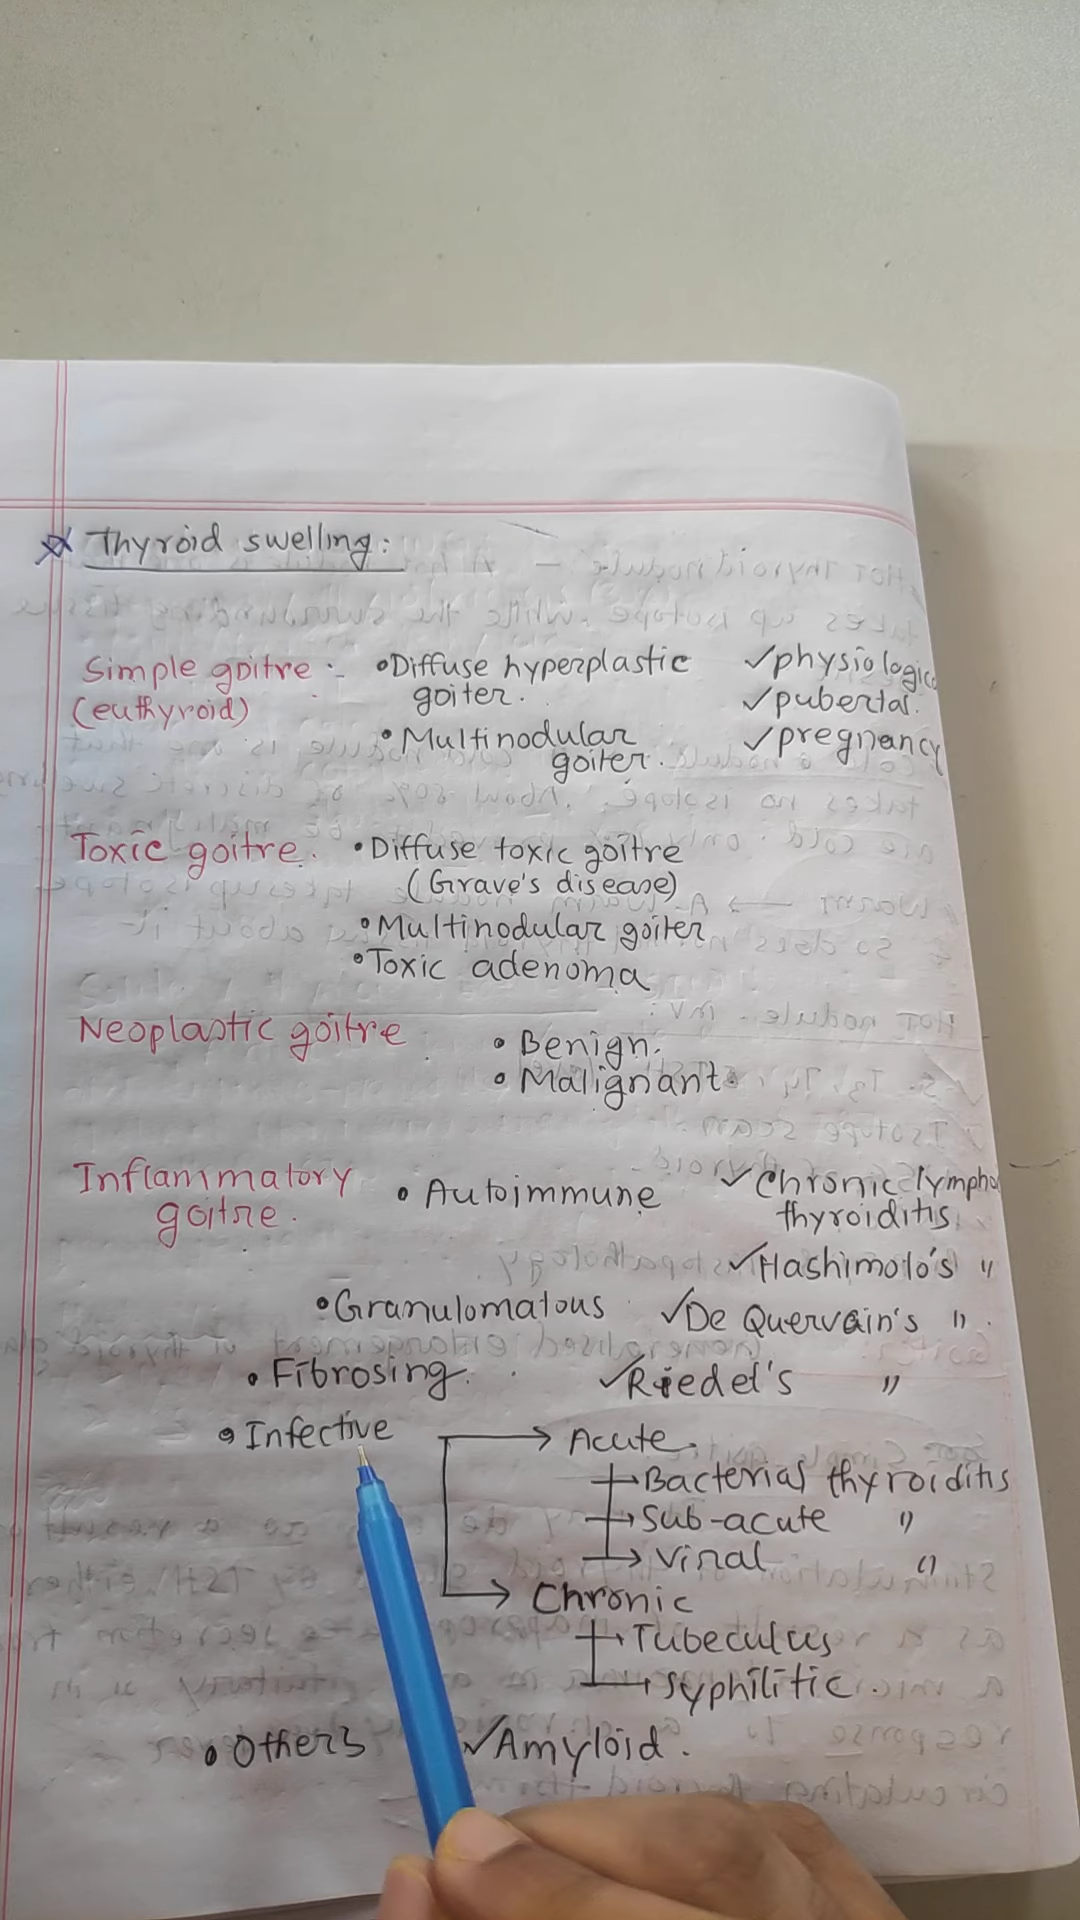 Thyroid swelling:
Simple goitre :- • Diffuse hyperplastic ✓physiologic
(euthyroid) goiter. ✓pubertal.
• Multinodular ✓pregnancy
goiter.
Toxic goitre. • Diffuse toxic goitre
(Grave's disease)
• Multinodular goiter
• Toxic adenoma
Neoplastic goitre • Benign.
• Malignant.
Inflammatory • Autoimmune ✓Chronic lympho
goitre. thyroiditis
✓Hashimoto's "
• Granulomatous ✓De Quervain's "
• Fibrosing. ✓Riedel's "
• Infective → Acute.
→ Bacterial thyroiditis
→ Sub-acute "
→ Viral "
→ Chronic
→ Tubeculus
→ Syphilitic.
• Others ✓Amyloid.